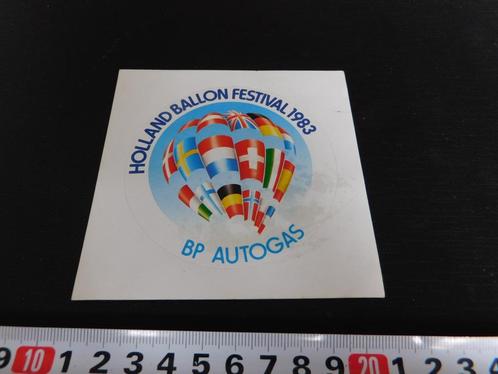 HOLLAND BALLON FESTIVAL 1983
BP AUTOGAS
9 10 1 2 3 4 5 6 7 8 9 20 1 2 3 4